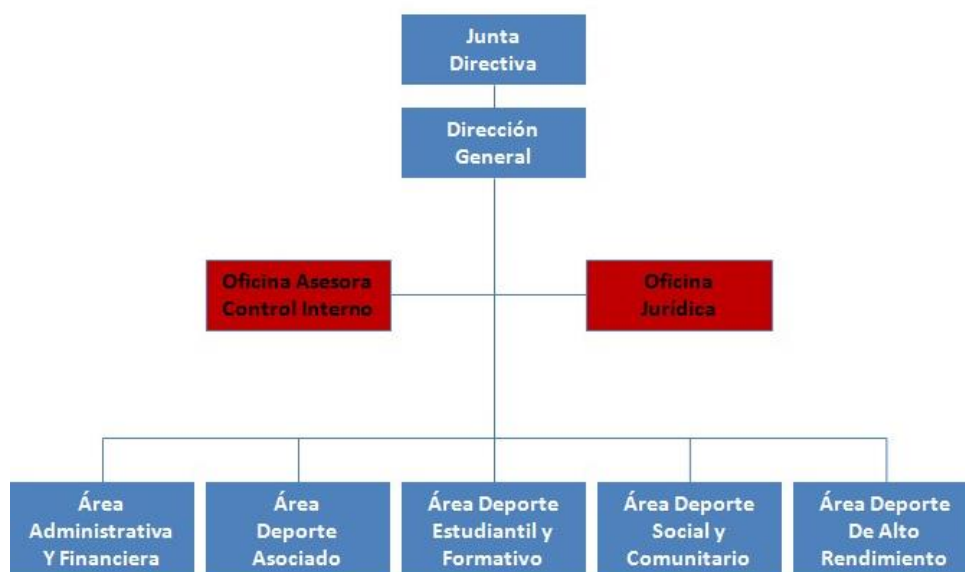 Junta
Directiva
Dirección
General
Oficina Asesora
Control Interno
Oficina
Jurídica
Área
Administrativa
Y Financiera
Área
Deporte
Asociado
Área Deporte
Estudiantil y
Formativo
Área Deporte
Social y
Comunitario
Área Deporte
De Alto
Rendimiento